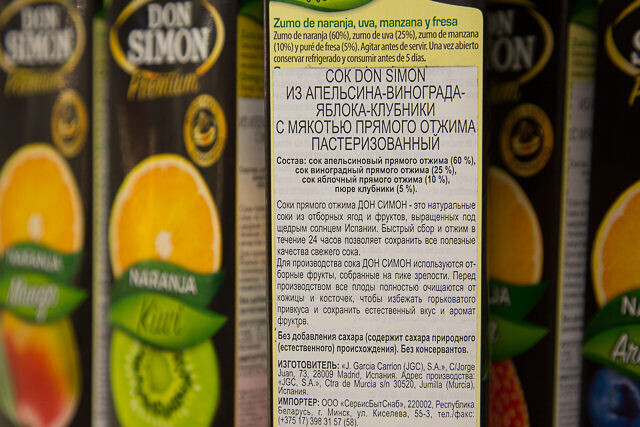 DON
SIMON
Premium
NARANJA
Mango
DON
SIMON
Premium
NARANJA
Kiwi
Zumo de naranja, uva, manzana y fresa
Zumo de naranja (60%), zumo de uva (25%), zumo de manzana
(10%) y puré de fresa (5%). Agitar antes de servir. Una vez abierto
conservar refrigerado y consumir antes de 5 días.
СОК DON SIMON
ИЗ АПЕЛЬСИНА-ВИНОГРАДА-
ЯБЛОКА-КЛУБНИКИ
С МЯКОТЬЮ ПРЯМОГО ОТЖИМА
ПАСТЕРИЗОВАННЫЙ
Состав: сок апельсиновый прямого отжима (60 %),
сок виноградный прямого отжима (25 %),
сок яблочный прямого отжима (10 %),
пюре клубники (5 %).
Соки прямого отжима ДОН СИМОН - это натуральные
соки из отборных ягод и фруктов, выращенных под
щедрым солнцем Испании. Быстрый сбор и отжим в
течение 24 часов позволяет сохранить все полезные
качества свежего сока.
Для производства сока ДОН СИМОН используются от-
борные фрукты, собранные на пике зрелости. Перед
производством все плоды полностью очищаются от
кожицы и косточек, чтобы избежать горьковатого
привкуса и сохранить естественный вкус и аромат
фруктов.
Без добавления сахара (содержит сахара природного
(естественного) происхождения). Без консервантов.
ИЗГОТОВИТЕЛЬ: «J. Garcia Carrion (JGC), S.A.», C/Jorge
Juan, 73, 28009 Madrid, Испания. Адрес производства:
«JGC, S.A.», Ctra de Murcia s/n 30520, Jumilla (Murcia),
Испания.
ИМПОРТЕР: ООО «СервисБытСнаб», 220002, Республика
Беларусь, г. Минск, ул. Киселева, 55-3, тел./факс:
(+375 17) 398 31 57 (58).